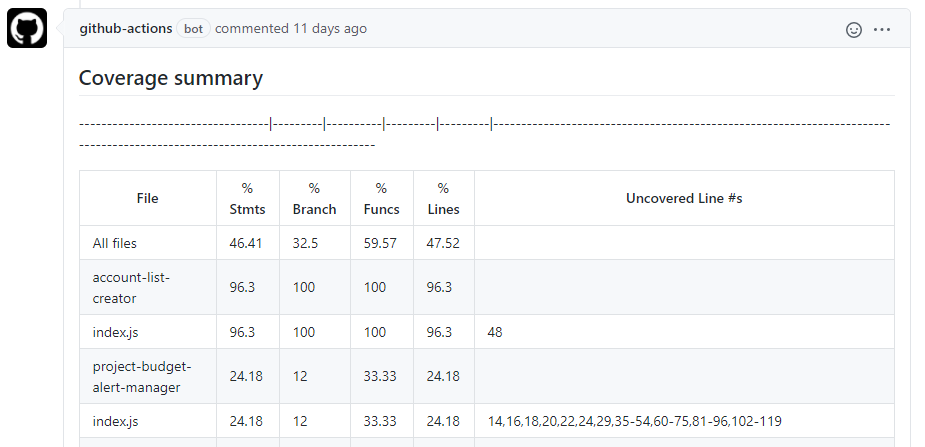 github-actions bot commented 11 days ago
Coverage summary
----------------------------------|---------|----------|---------|---------|------------------------------------------------------------------------
-----------------------------------------------------
File % Stmts % Branch % Funcs % Lines Uncovered Line #s
All files 46.41 32.5 59.57 47.52
account-list-creator 96.3 100 100 96.3
index.js 96.3 100 100 96.3 48
project-budget-alert-manager 24.18 12 33.33 24.18
index.js 24.18 12 33.33 24.18 14,16,18,20,22,24,29,35-54,60-75,81-96,102-119